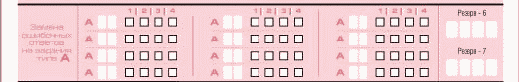 1 | 2 | 3 | 4 1 | 2 | 3 | 4 1 | 2 | 3 | 4
Резерв - 6
Замена
ошибочных
ответов
на задания
типа А
А А А
А А А
А А А
А А А
Резерв - 7